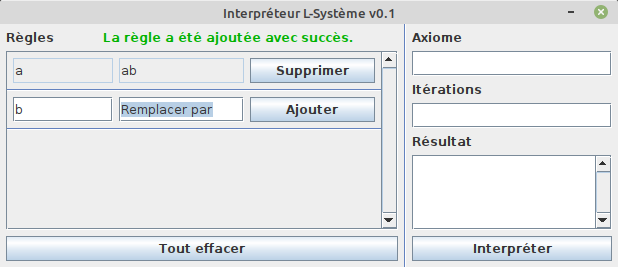 Interpréteur L-Système v0.1
Règles La règle a été ajoutée avec succès.
a ab Supprimer
b Remplacer par Ajouter
Tout effacer
Axiome
Itérations
Résultat
Interpréter